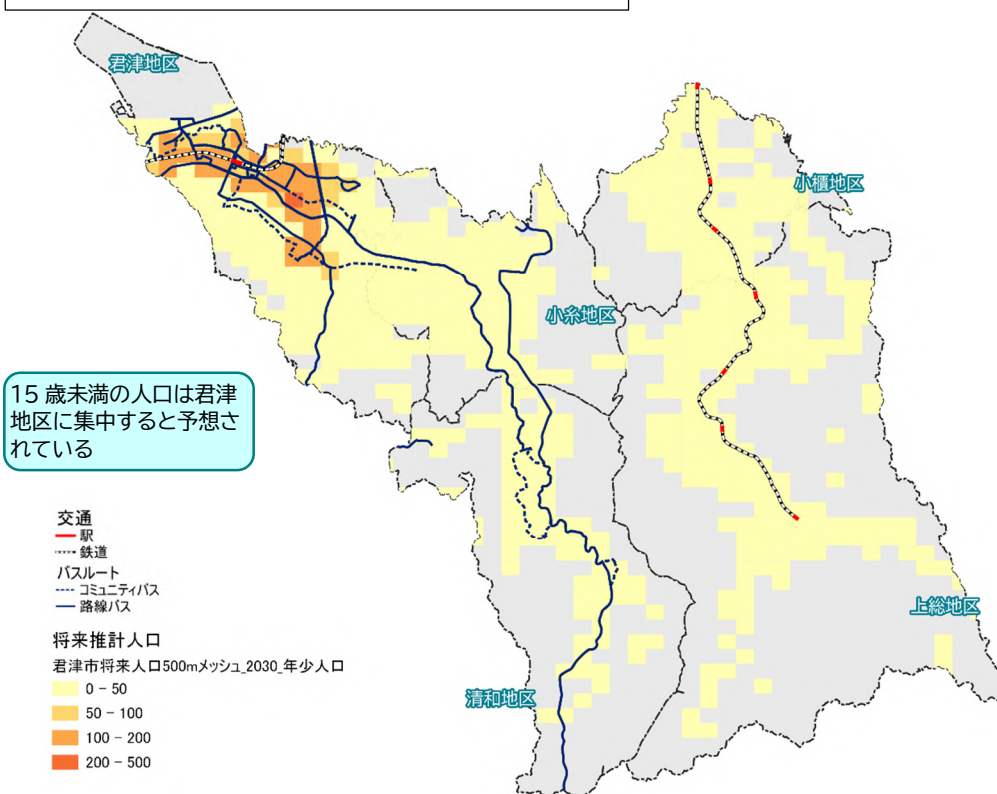 君津地区
小櫃地区
小糸地区
15 歳未満の人口は君津
地区に集中すると予想さ
れている
交通
駅
鉄道
バスルート
コミュニティバス
路線バス
上総地区
将来推計人口
君津市将来人口500mメッシュ_2030_年少人口
0 - 50
清和地区
50 - 100
100 - 200
200 - 500